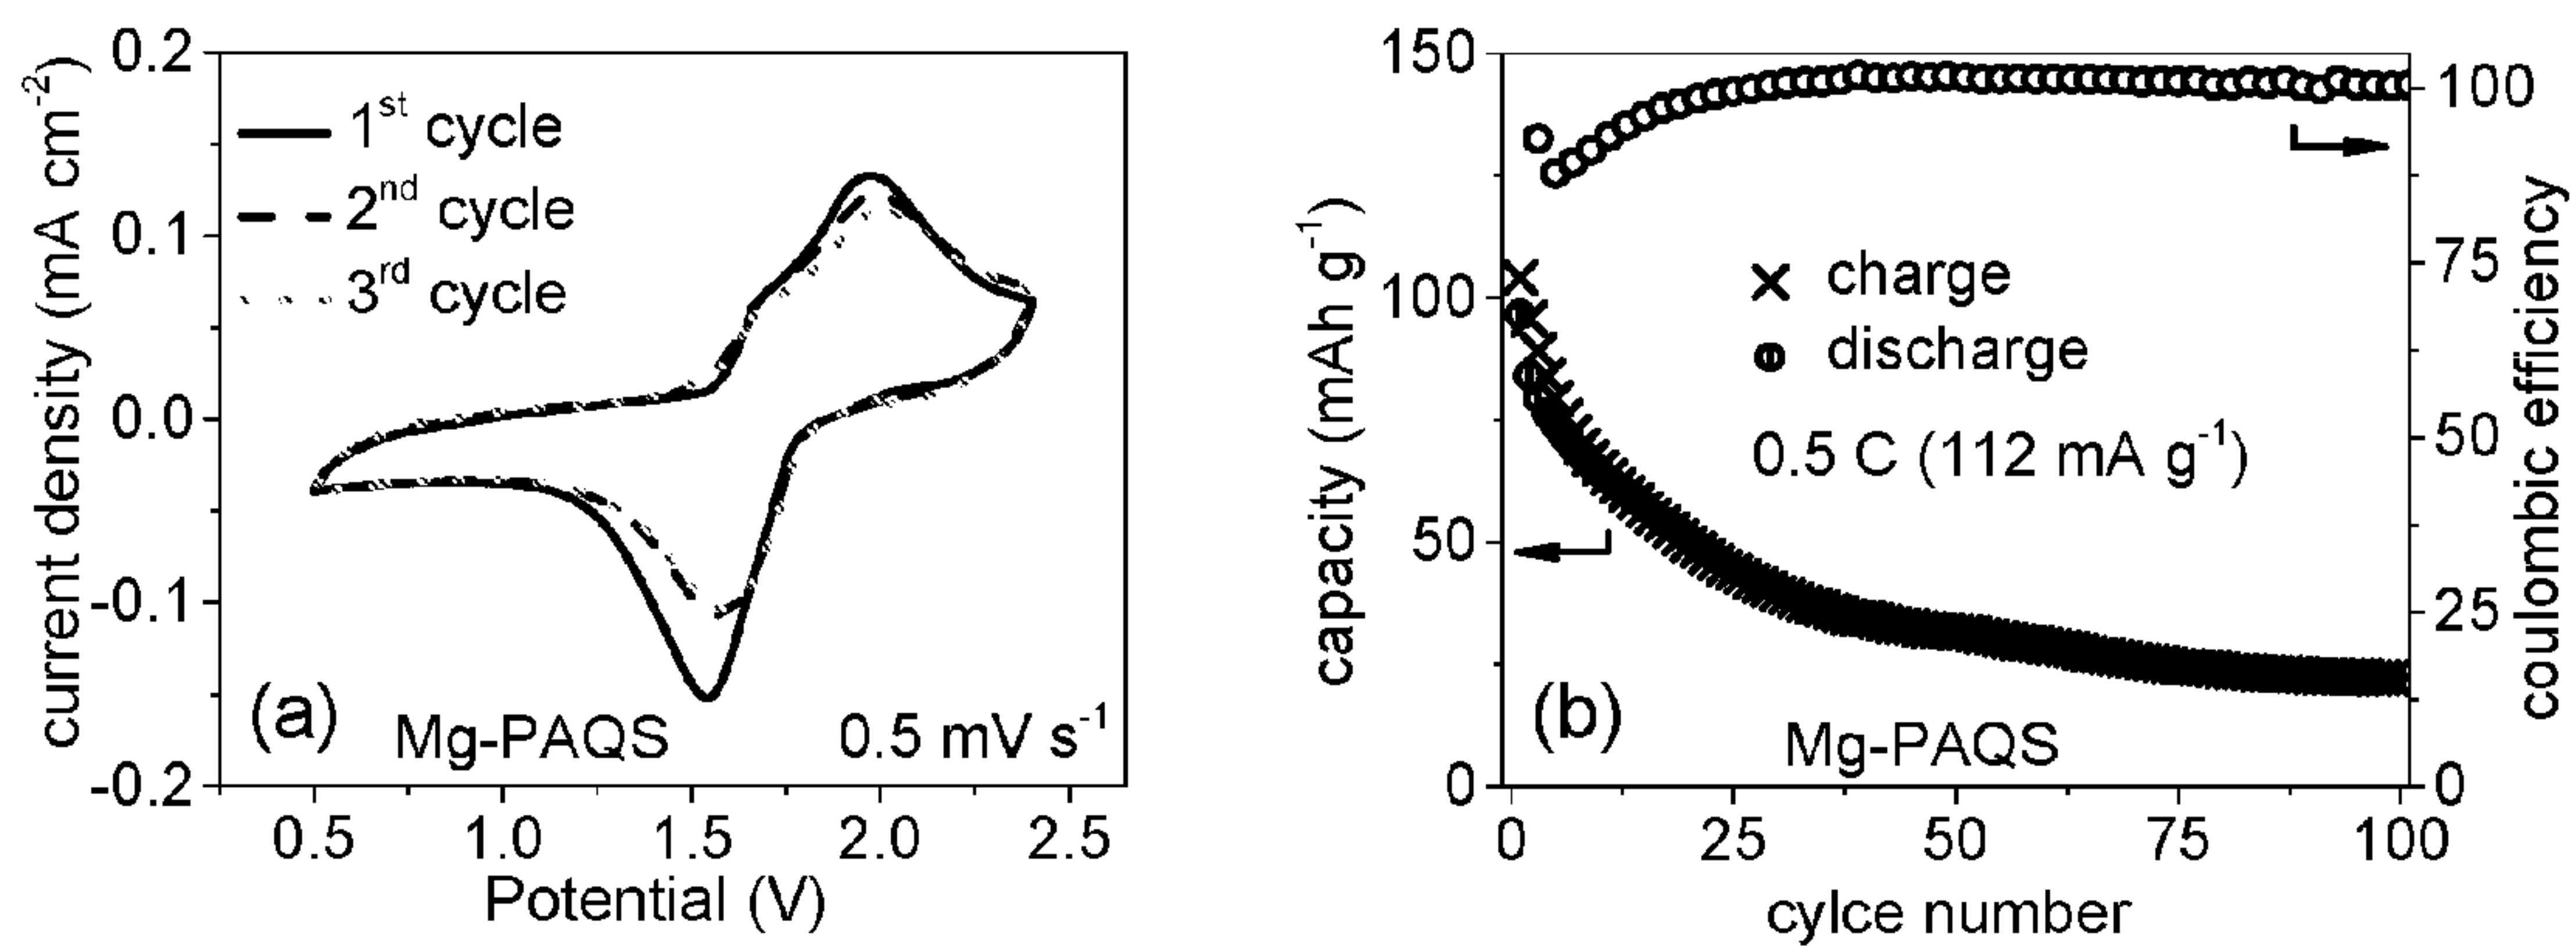 0.2
0.1
0.0
-0.1
-0.2
current density (mA cm⁻²)
1ˢᵗ cycle
2ⁿᵈ cycle
3ʳᵈ cycle
(a)
Mg-PAQS
0.5 mV s⁻¹
0.5 1.0 1.5 2.0 2.5
Potential (V)
150
100
50
0
capacity (mAh g⁻¹)
charge
discharge
0.5 C (112 mA g⁻¹)
(b)
Mg-PAQS
100
75
50
25
0
coulombic efficiency
0 25 50 75 100
cylce number